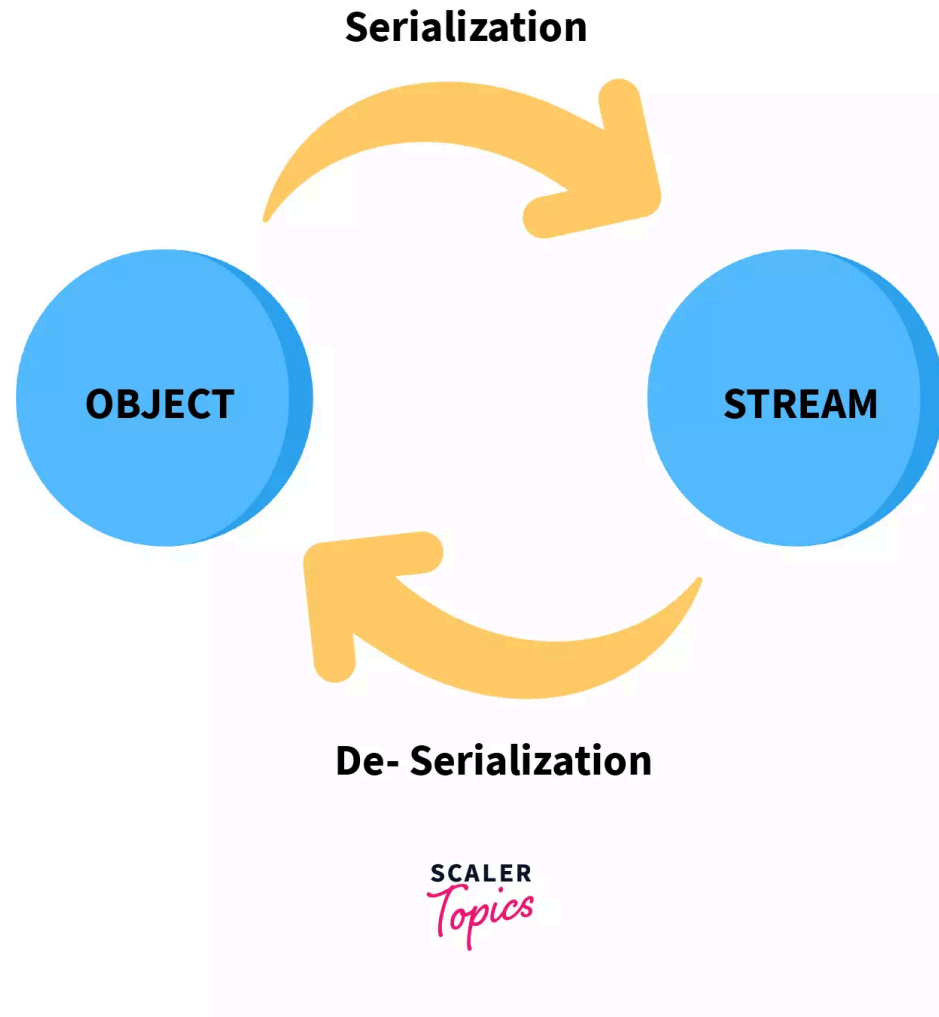 Serialization
OBJECT
STREAM
De- Serialization
SCALER
Topics